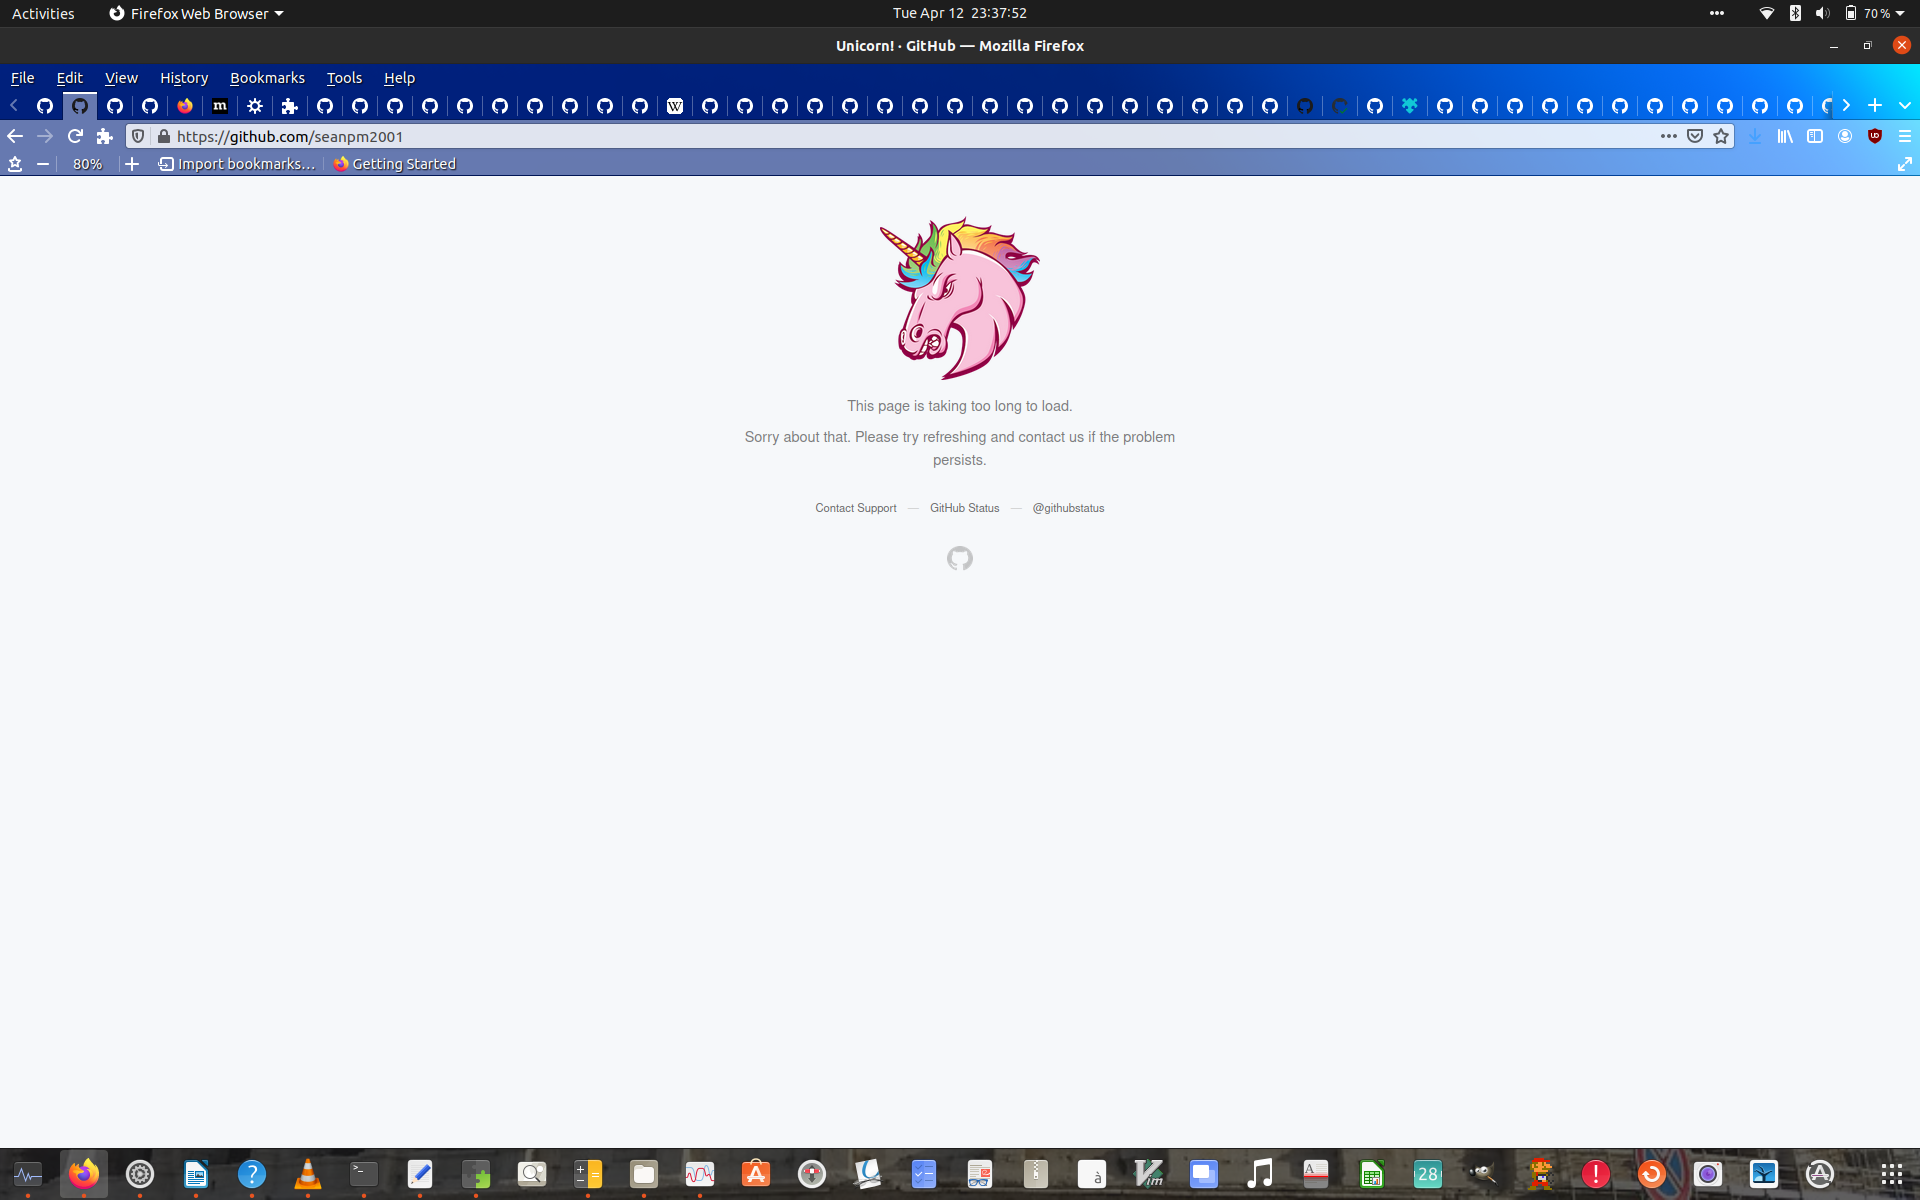 Activities
Firefox Web Browser
Tue Apr 12 23:37:52
70 %
Unicorn! · GitHub — Mozilla Firefox
File Edit View History Bookmarks Tools Help
m
W
https://github.com/seanpm2001
80%
Import bookmarks...
Getting Started
This page is taking too long to load.
Sorry about that. Please try refreshing and contact us if the problem
persists.
Contact Support — GitHub Status — @githubstatus
?
>_
à
Vim
A
28
!